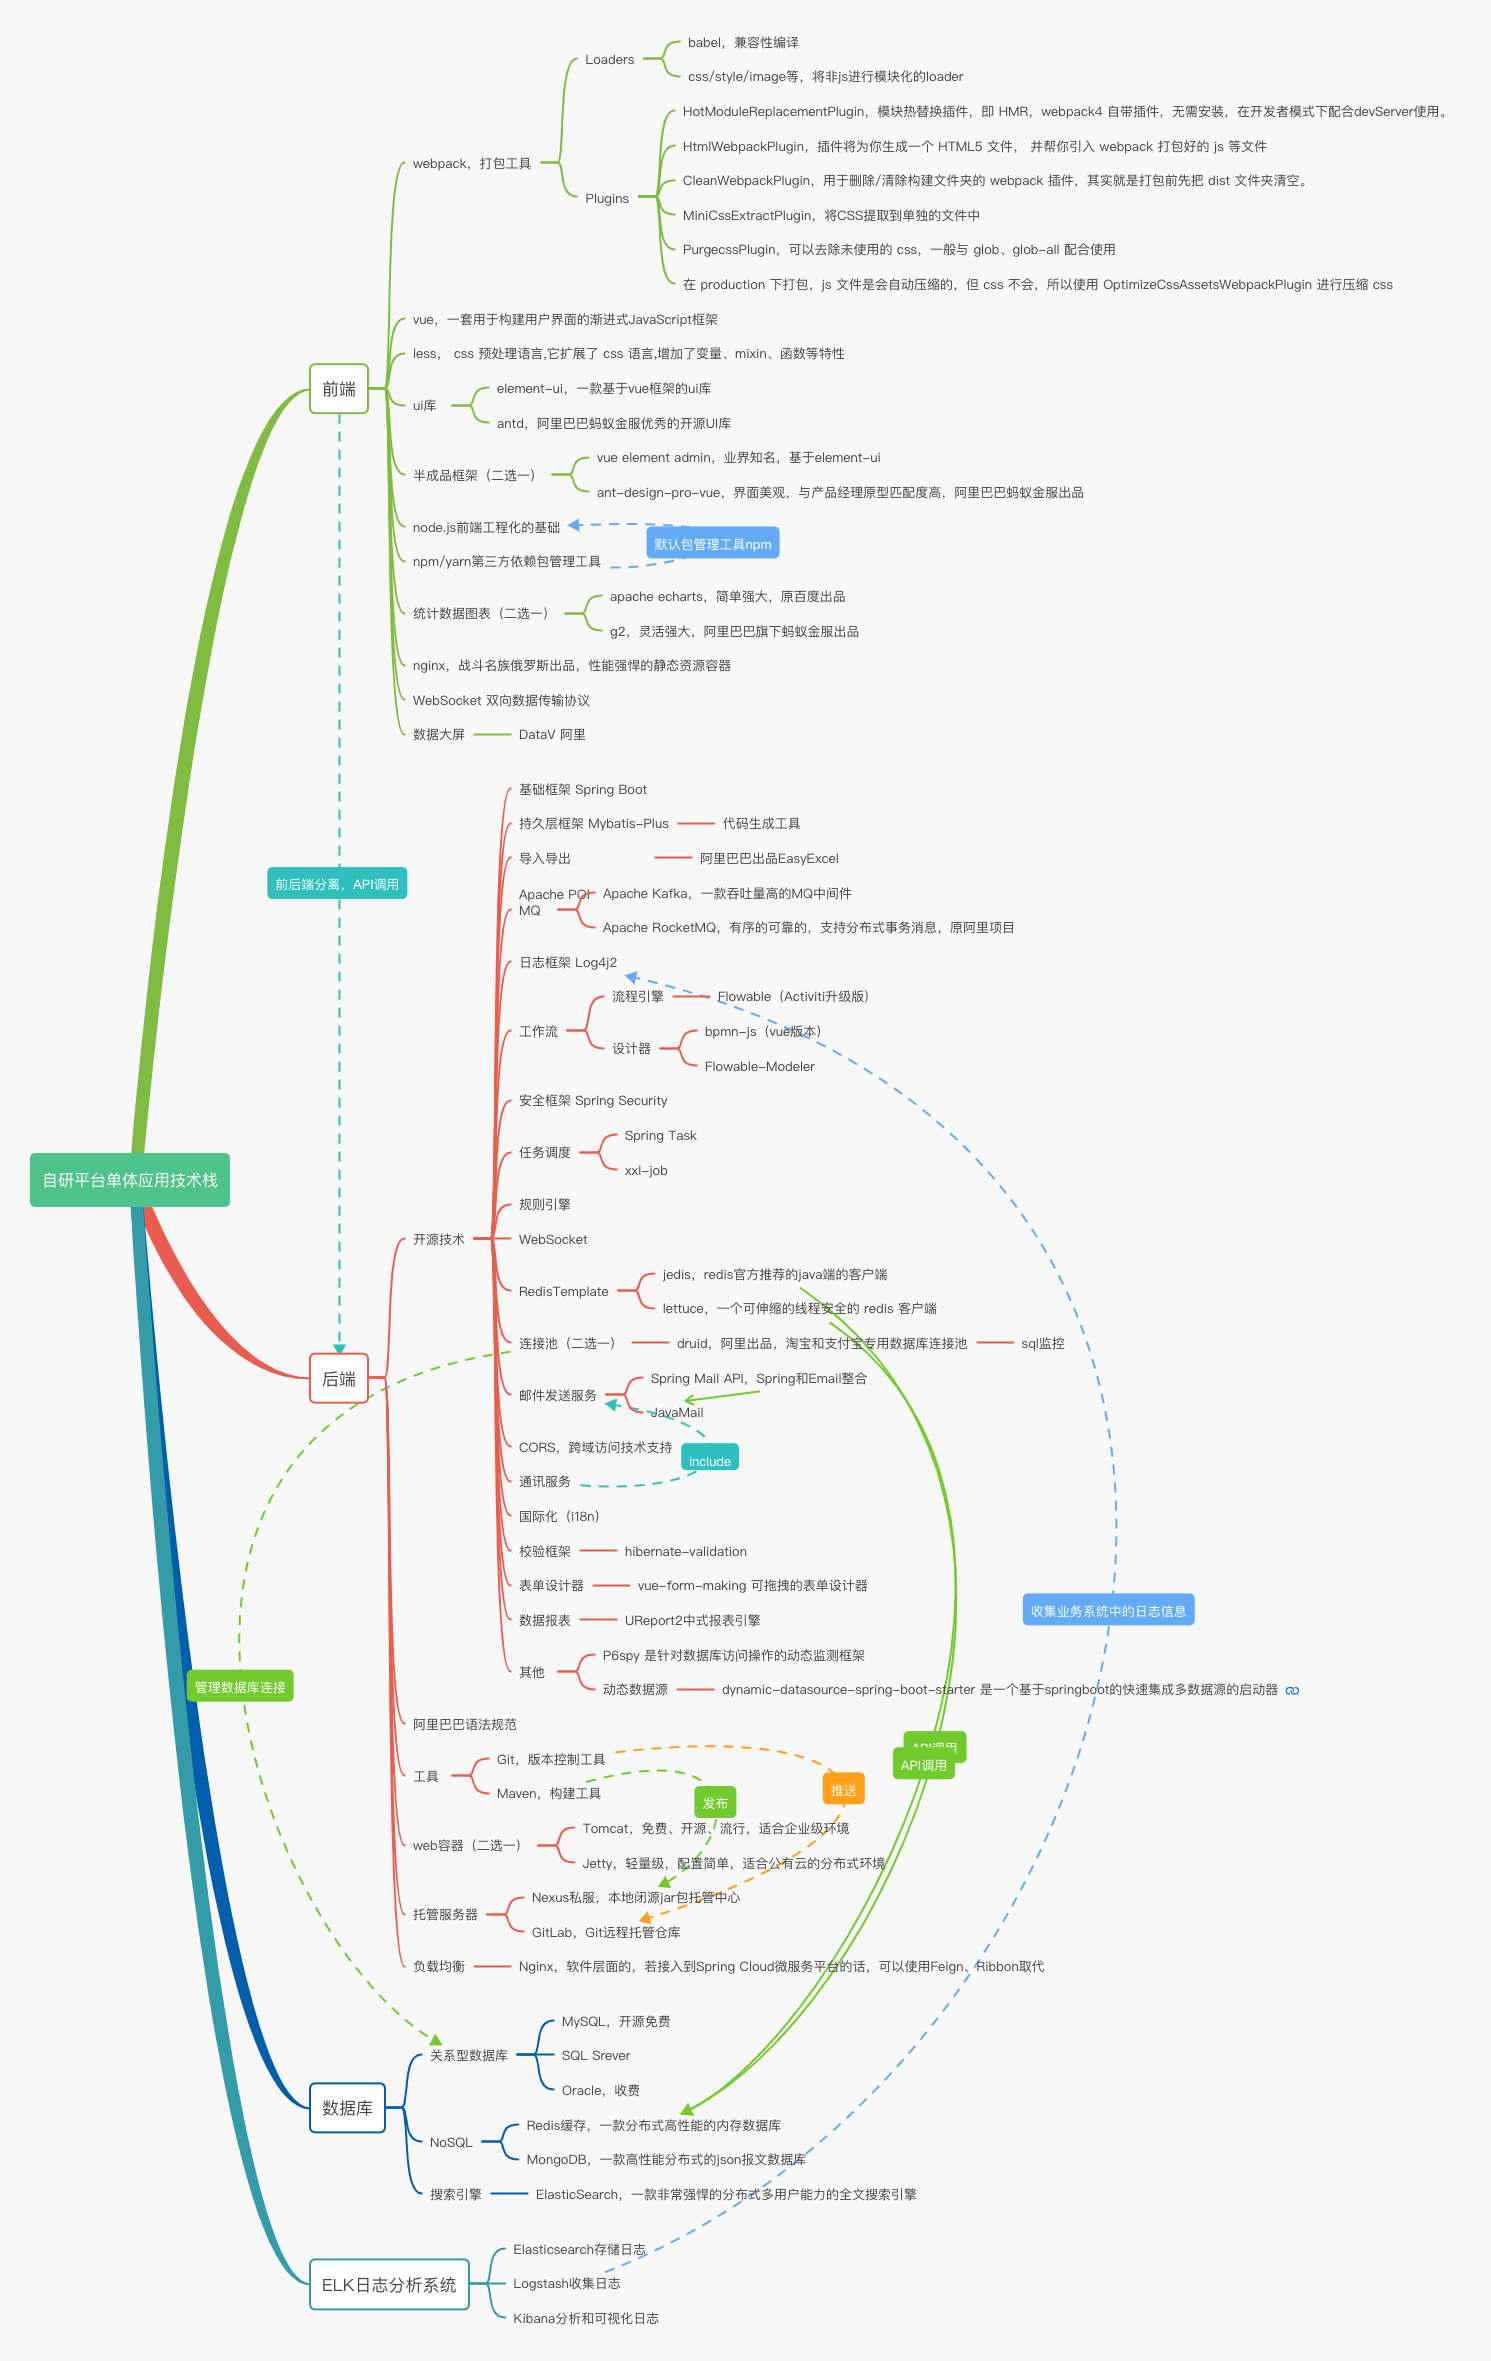 babel，兼容性编译
Loaders
css/style/image等，将非js进行模块化的loader
HotModuleReplacementPlugin，模块热替换插件，即 HMR，webpack4 自带插件，无需安装，在开发者模式下配合devServer使用。
HtmlWebpackPlugin，插件将为你生成一个 HTML5 文件， 并帮你引入 webpack 打包好的 js 等文件
webpack，打包工具
CleanWebpackPlugin，用于删除/清除构建文件夹的 webpack 插件，其实就是打包前先把 dist 文件夹清空。
Plugins
MiniCssExtractPlugin，将CSS提取到单独的文件中
PurgecssPlugin，可以去除未使用的 css，一般与 glob、glob-all 配合使用
在 production 下打包，js 文件是会自动压缩的，但 css 不会，所以使用 OptimizeCssAssetsWebpackPlugin 进行压缩 css
vue，一套用于构建用户界面的渐进式JavaScript框架
less， css 预处理语言,它扩展了 css 语言,增加了变量、mixin、函数等特性
前端
element-ui，一款基于vue框架的ui库
ui库
antd，阿里巴巴蚂蚁金服优秀的开源UI库
vue element admin，业界知名，基于element-ui
半成品框架（二选一）
ant-design-pro-vue，界面美观，与产品经理原型匹配度高，阿里巴巴蚂蚁金服出品
node.js前端工程化的基础
默认包管理工具npm
npm/yarn第三方依赖包管理工具
apache echarts，简单强大，原百度出品
统计数据图表（二选一）
g2，灵活强大，阿里巴巴旗下蚂蚁金服出品
nginx，战斗名族俄罗斯出品，性能强悍的静态资源容器
WebSocket 双向数据传输协议
数据大屏
DataV 阿里
基础框架 Spring Boot
持久层框架 Mybatis-Plus
代码生成工具
导入导出
阿里巴巴出品EasyExcel
前后端分离，API调用
Apache POI
Apache Kafka，一款吞吐量高的MQ中间件
MQ
Apache RocketMQ，有序的可靠的，支持分布式事务消息，原阿里项目
日志框架 Log4j2
流程引擎
Flowable（Activiti升级版）
工作流
bpmn-js（vue版本）
设计器
Flowable-Modeler
安全框架 Spring Security
Spring Task
任务调度
xxl-job
自研平台单体应用技术栈
规则引擎
开源技术
WebSocket
jedis，redis官方推荐的java端的客户端
RedisTemplate
lettuce，一个可伸缩的线程安全的 redis 客户端
连接池（二选一）
druid，阿里出品，淘宝和支付宝专用数据库连接池
sql监控
后端
Spring Mail API，Spring和Email整合
邮件发送服务
JavaMail
CORS，跨域访问技术支持
include
通讯服务
国际化（i18n）
校验框架
hibernate-validation
表单设计器
vue-form-making 可拖拽的表单设计器
收集业务系统中的日志信息
数据报表
UReport2中式报表引擎
P6spy 是针对数据库访问操作的动态监测框架
其他
动态数据源
dynamic-datasource-spring-boot-starter 是一个基于springboot的快速集成多数据源的启动器
管理数据库连接
阿里巴巴语法规范
API调用
API调用
Git，版本控制工具
工具
Maven，构建工具
推送
发布
Tomcat，免费、开源、流行，适合企业级环境
web容器（二选一）
Jetty，轻量级，配置简单，适合公有云的分布式环境
Nexus私服，本地闭源jar包托管中心
托管服务器
GitLab，Git远程托管仓库
负载均衡
Nginx，软件层面的，若接入到Spring Cloud微服务平台的话，可以使用Feign、Ribbon取代
MySQL，开源免费
关系型数据库
SQL Srever
Oracle，收费
数据库
Redis缓存，一款分布式高性能的内存数据库
NoSQL
MongoDB，一款高性能分布式的json报文数据库
搜索引擎
ElasticSearch，一款非常强悍的分布式多用户能力的全文搜索引擎
Elasticsearch存储日志
ELK日志分析系统
Logstash收集日志
Kibana分析和可视化日志